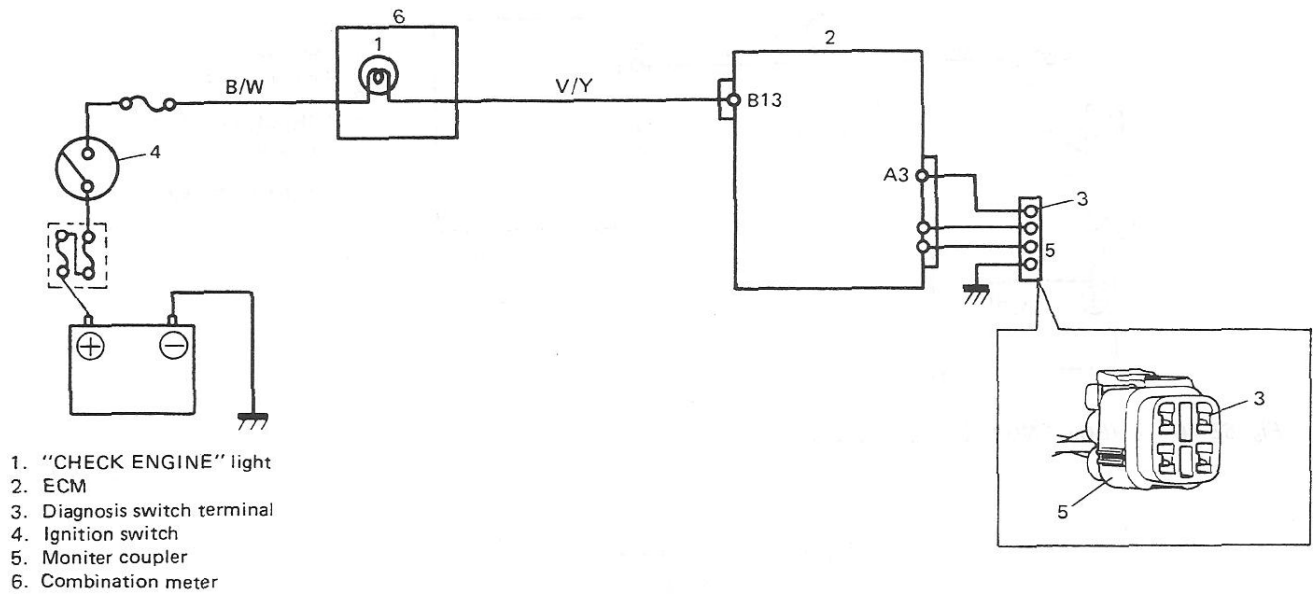 6
1
2
B/W
V/Y
B13
4
A3
3
5
3
5
1. "CHECK ENGINE" light
2. ECM
3. Diagnosis switch terminal
4. Ignition switch
5. Moniter coupler
6. Combination meter